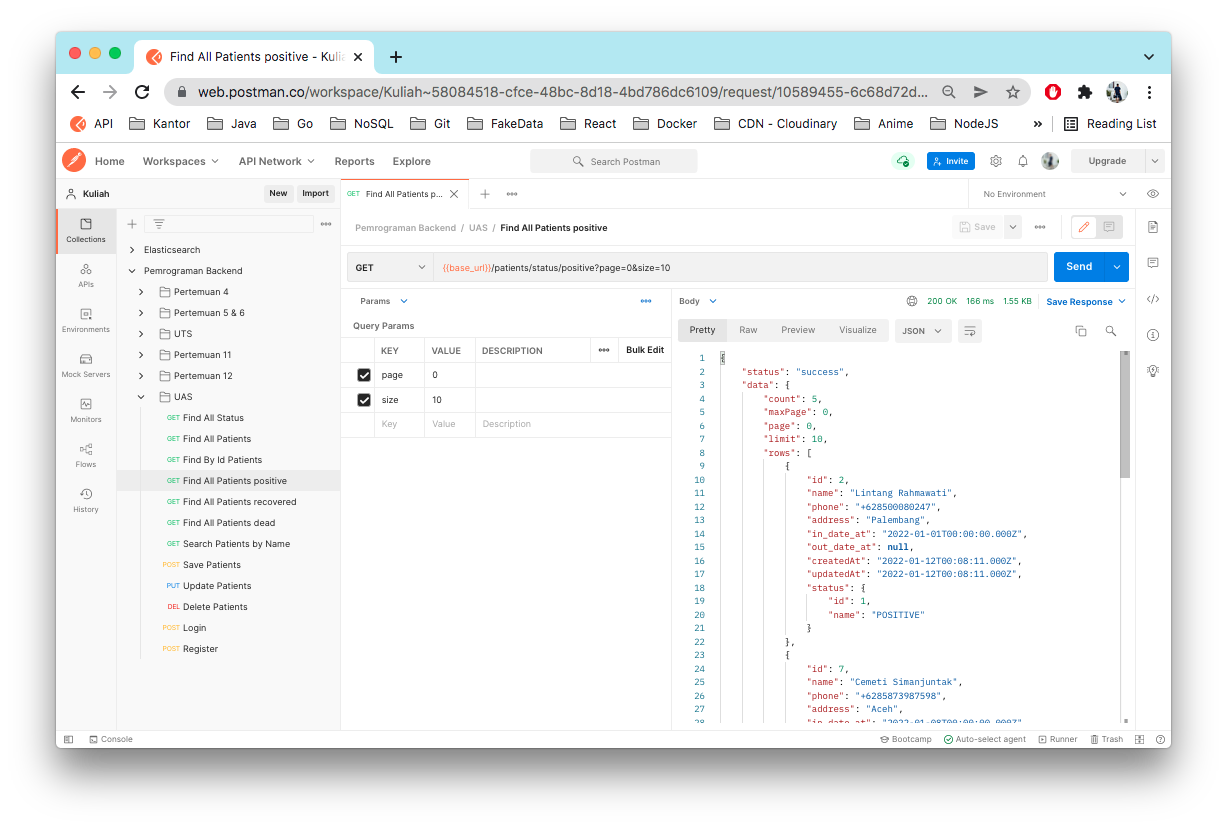 Find All Patients positive - Kulia
web.postman.co/workspace/Kuliah~58084518-cfce-48bc-8d18-4bd786dc6109/request/10589455-6c68d72d...
API Kantor Java Go NoSQL Git FakeData React Docker CDN - Cloudinary Anime NodeJS » Reading List
Home Workspaces API Network Reports Explore Search Postman Invite Upgrade
Kuliah New Import GET Find All Patients p... No Environment
Collections
APIs
Environments
Mock Servers
Monitors
Flows
History
Elasticsearch
Pemrograman Backend
Pertemuan 4
Pertemuan 5 & 6
UTS
Pertemuan 11
Pertemuan 12
UAS
GET Find All Status
GET Find All Patients
GET Find By Id Patients
GET Find All Patients positive
GET Find All Patients recovered
GET Find All Patients dead
GET Search Patients by Name
POST Save Patients
PUT Update Patients
DEL Delete Patients
POST Login
POST Register
Pemrograman Backend / UAS / Find All Patients positive Save
GET {{base_url}}/patients/status/positive?page=0&size=10 Send
Params
Query Params
KEY VALUE DESCRIPTION Bulk Edit
page 0
size 10
Key Value Description
Body 200 OK 166 ms 1.55 KB Save Response
Pretty Raw Preview Visualize JSON
1 {
2 "status": "success",
3 "data": {
4 "count": 5,
5 "maxPage": 0,
6 "page": 0,
7 "limit": 10,
8 "rows": [
9 {
10 "id": 2,
11 "name": "Lintang Rahmawati",
12 "phone": "+628500080247",
13 "address": "Palembang",
14 "in_date_at": "2022-01-01T00:00:00.000Z",
15 "out_date_at": null,
16 "createdAt": "2022-01-12T00:08:11.000Z",
17 "updatedAt": "2022-01-12T00:08:11.000Z",
18 "status": {
19 "id": 1,
20 "name": "POSITIVE"
21 }
22 },
23 {
24 "id": 7,
25 "name": "Cemeti Simanjuntak",
26 "phone": "+6285873987598",
27 "address": "Aceh",
28 "in_date_at": "2022-01-08T00:00:00.000Z"
Console Bootcamp Auto-select agent Runner Trash